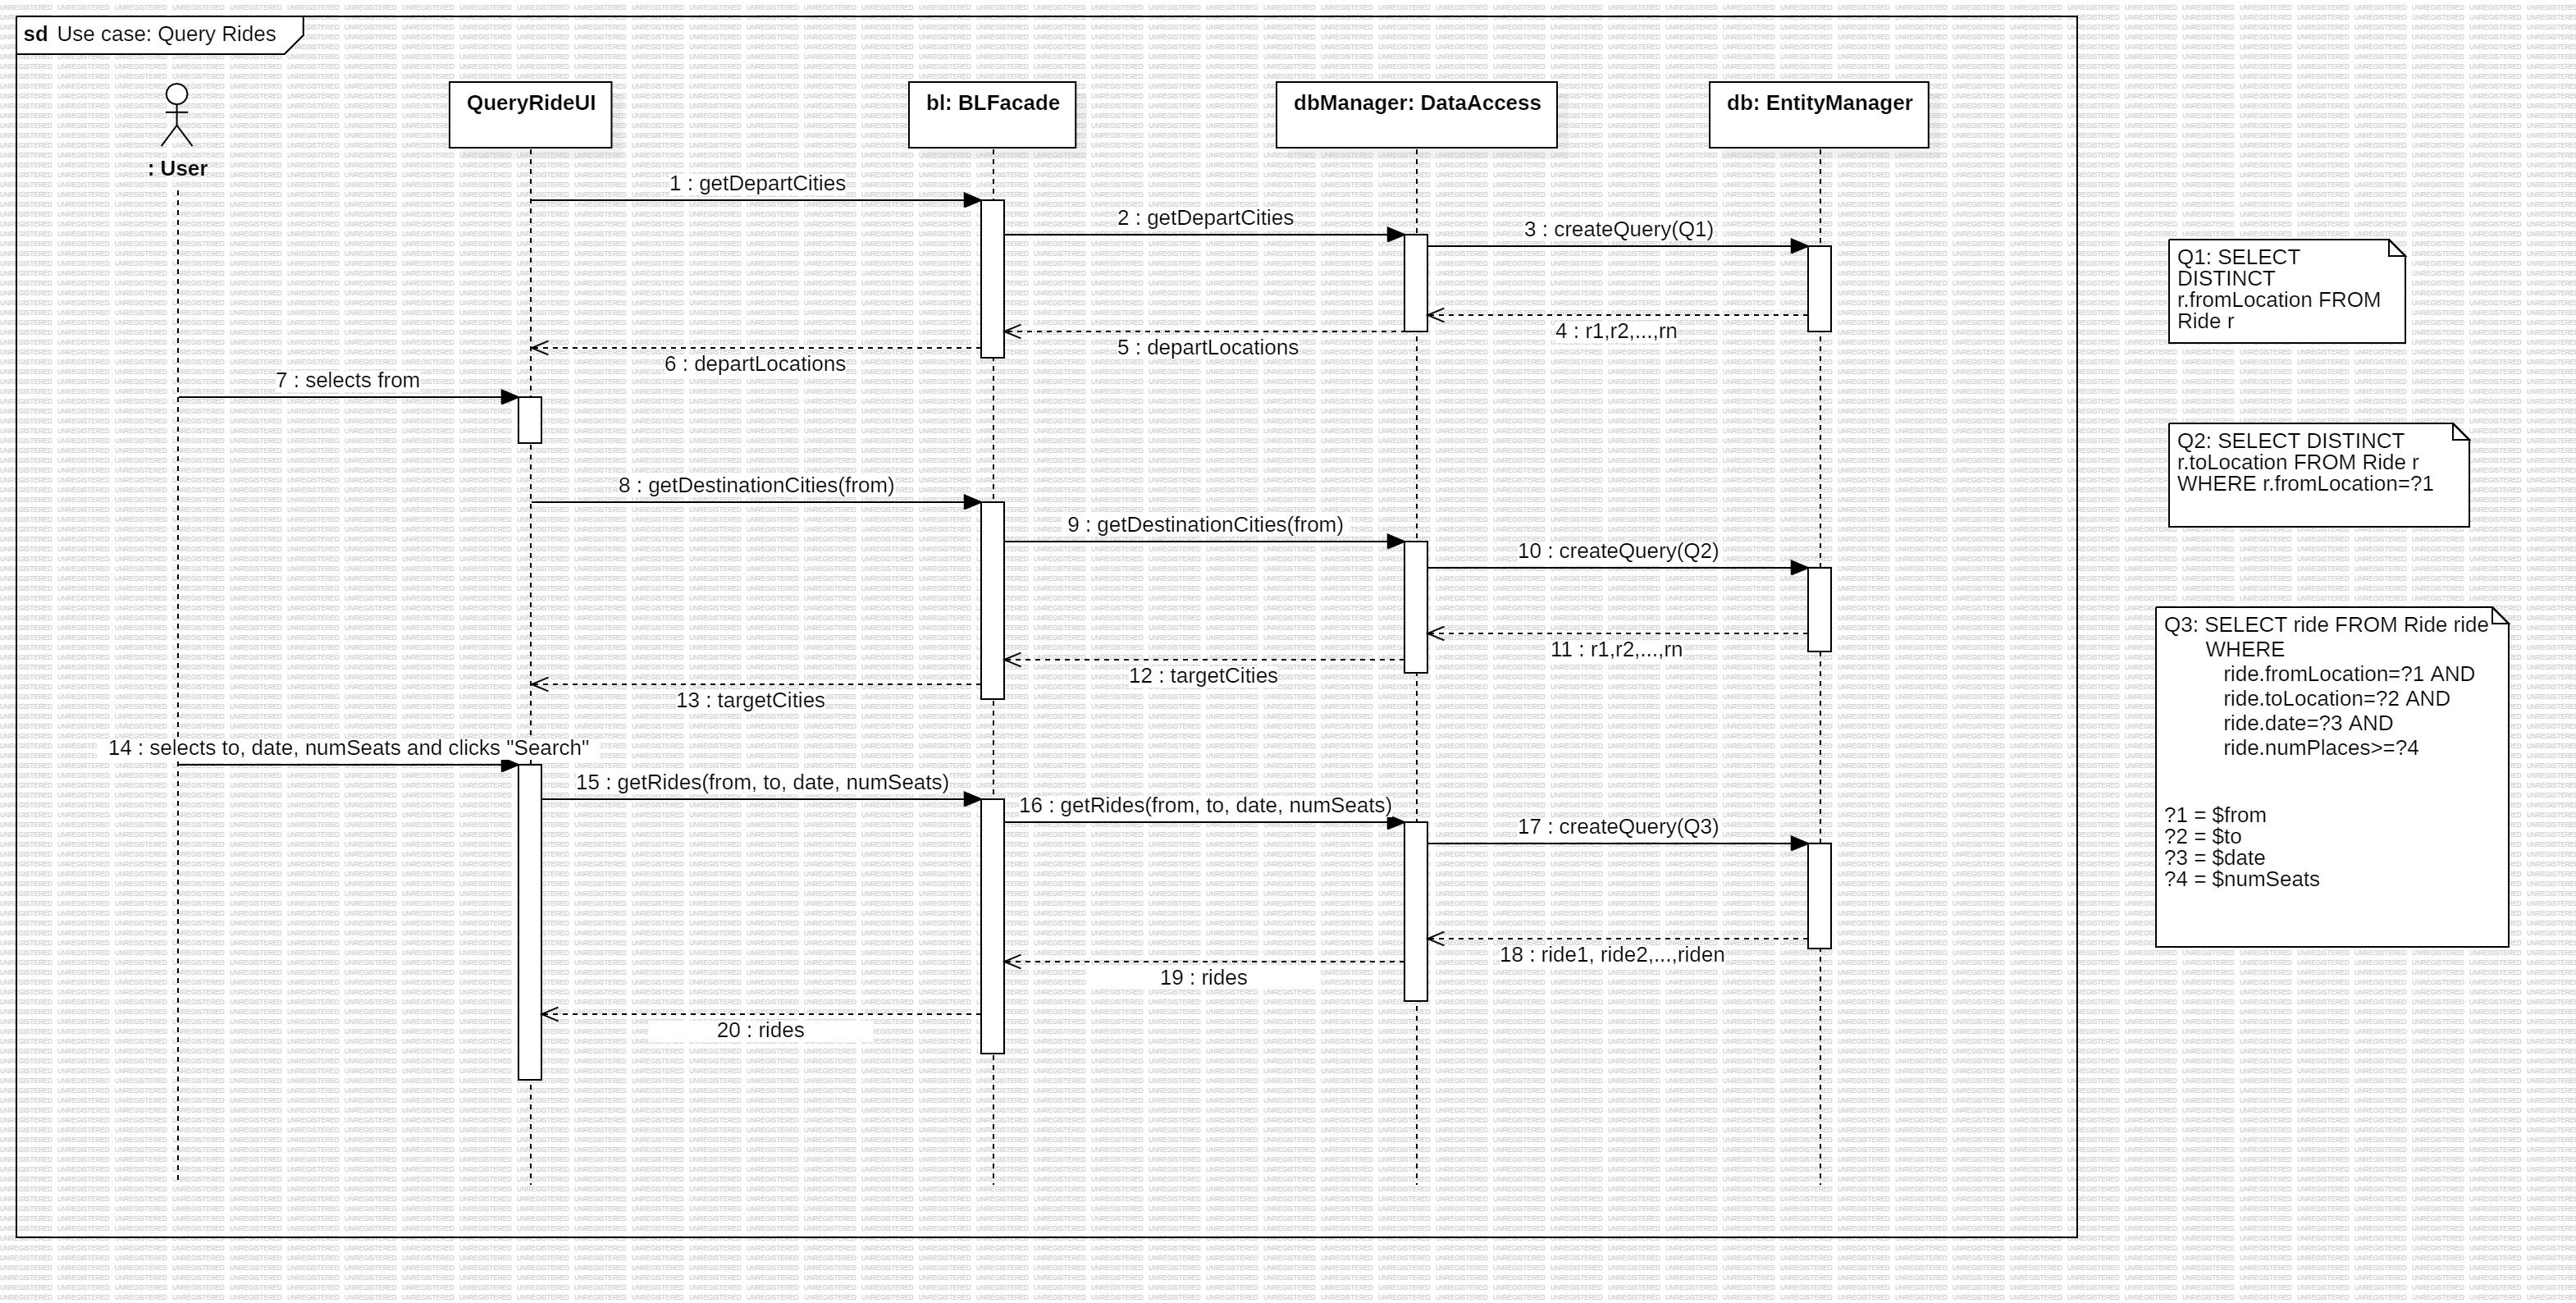 sd Use case: Query Rides
: User
QueryRideUI
bl: BLFacade
dbManager: DataAccess
db: EntityManager
1 : getDepartCities
2 : getDepartCities
3 : createQuery(Q1)
4 : r1,r2,...,rn
5 : departLocations
6 : departLocations
7 : selects from
8 : getDestinationCities(from)
9 : getDestinationCities(from)
10 : createQuery(Q2)
11 : r1,r2,...,rn
12 : targetCities
13 : targetCities
14 : selects to, date, numSeats and clicks "Search"
15 : getRides(from, to, date, numSeats)
16 : getRides(from, to, date, numSeats)
17 : createQuery(Q3)
18 : ride1, ride2,...,riden
19 : rides
20 : rides
Q1: SELECT
DISTINCT
r.fromLocation FROM
Ride r
Q2: SELECT DISTINCT
r.toLocation FROM Ride r
WHERE r.fromLocation=?1
Q3: SELECT ride FROM Ride ride
WHERE
ride.fromLocation=?1 AND
ride.toLocation=?2 AND
ride.date=?3 AND
ride.numPlaces>=?4
?1 = $from
?2 = $to
?3 = $date
?4 = $numSeats
UNREGISTERED